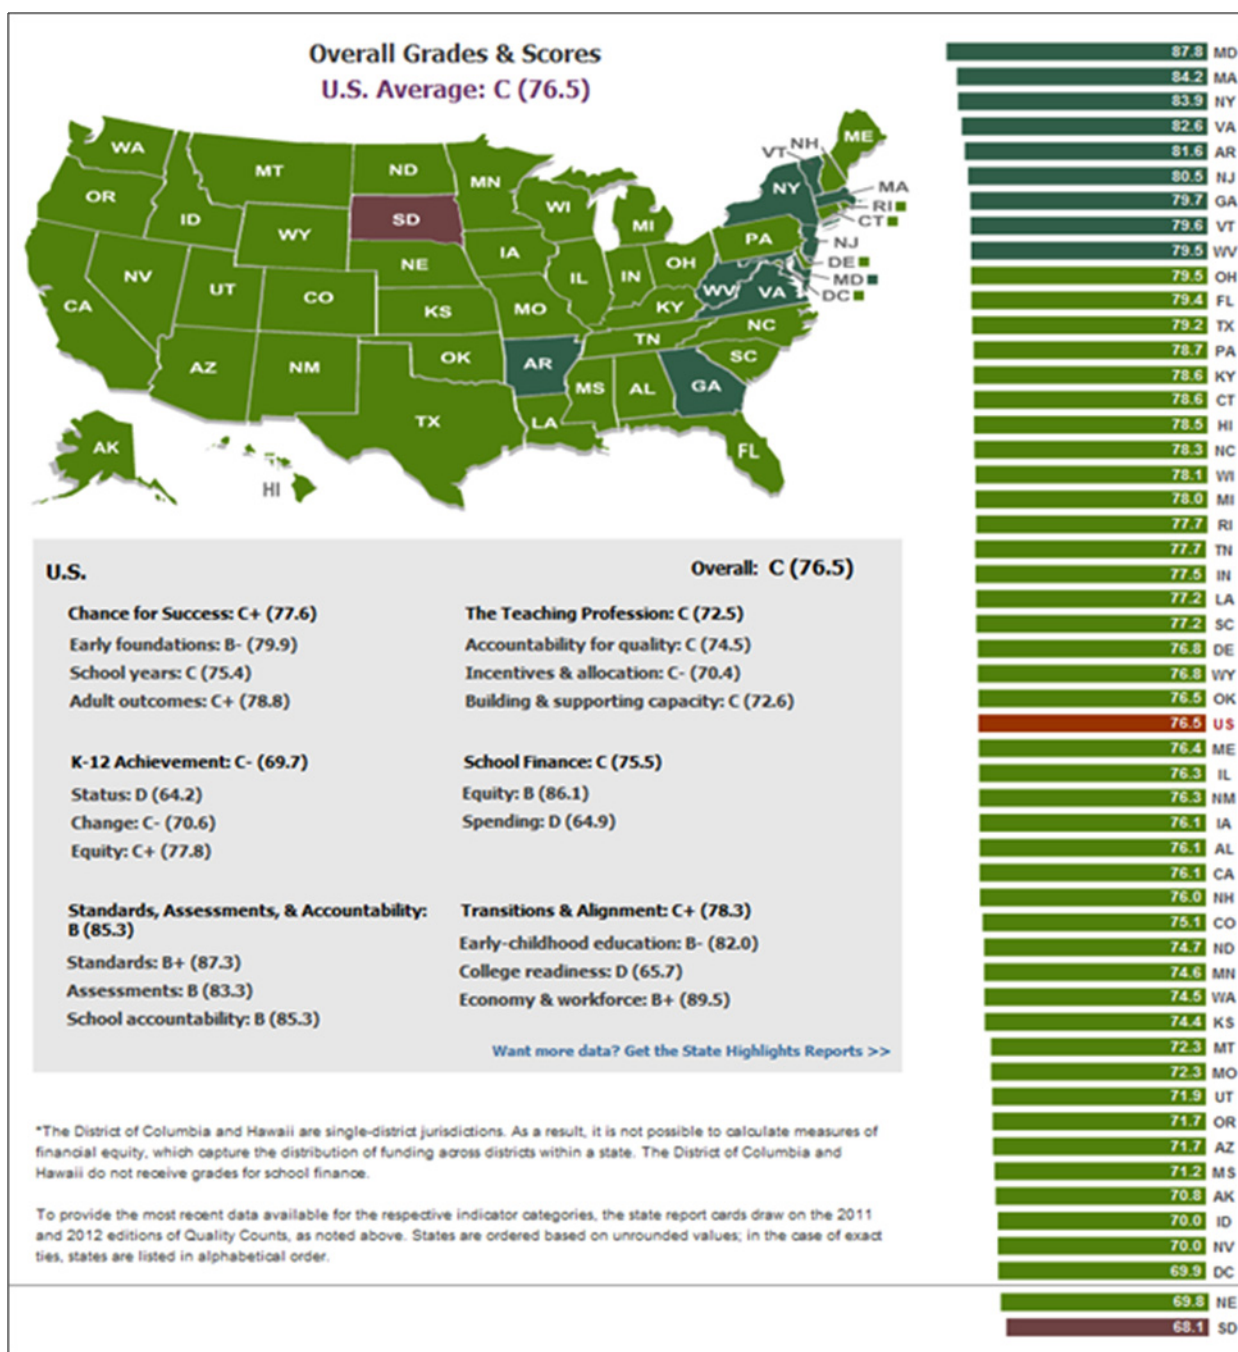 Overall Grades & Scores
U.S. Average: C (76.5)
WA
OR
CA
NV
ID
MT
WY
UT
AZ
CO
NM
ND
SD
NE
KS
OK
TX
MN
IA
MO
AR
LA
WI
IL
MI
IN
OH
KY
TN
MS
AL
GA
FL
SC
NC
VA
WV
PA
NY
VT
NH
ME
MA
RI
CT
NJ
DE
MD
DC
AK
HI
U.S.
Overall: C (76.5)
Chance for Success: C+ (77.6)
Early foundations: B- (79.9)
School years: C (75.4)
Adult outcomes: C+ (78.8)
The Teaching Profession: C (72.5)
Accountability for quality: C (74.5)
Incentives & allocation: C- (70.4)
Building & supporting capacity: C (72.6)
K-12 Achievement: C- (69.7)
Status: D (64.2)
Change: C- (70.6)
Equity: C+ (77.8)
School Finance: C (75.5)
Equity: B (86.1)
Spending: D (64.9)
Standards, Assessments, & Accountability:
B (85.3)
Standards: B+ (87.3)
Assessments: B (83.3)
School accountability: B (85.3)
Transitions & Alignment: C+ (78.3)
Early-childhood education: B- (82.0)
College readiness: D (65.7)
Economy & workforce: B+ (89.5)
Want more data? Get the State Highlights Reports >>
*The District of Columbia and Hawaii are single-district jurisdictions. As a result, it is not possible to calculate measures of
financial equity, which capture the distribution of funding across districts within a state. The District of Columbia and
Hawaii do not receive grades for school finance.
To provide the most recent data available for the respective indicator categories, the state report cards draw on the 2011
and 2012 editions of Quality Counts, as noted above. States are ordered based on unrounded values; in the case of exact
ties, states are listed in alphabetical order.
87.8 MD
84.2 MA
83.9 NY
82.6 VA
81.6 AR
80.5 NJ
79.7 GA
79.6 VT
79.5 WV
79.5 OH
79.4 FL
79.2 TX
78.7 PA
78.6 KY
78.6 CT
78.5 HI
78.3 NC
78.1 WI
78.0 MI
77.7 RI
77.7 TN
77.5 IN
77.2 LA
77.2 SC
76.8 DE
76.8 WY
76.5 OK
76.5 US
76.4 ME
76.3 IL
76.3 NM
76.1 IA
76.1 AL
76.1 CA
76.0 NH
75.1 CO
74.7 ND
74.6 MN
74.5 WA
74.4 KS
72.3 MT
72.3 MO
71.9 UT
71.7 OR
71.7 AZ
71.2 MS
70.8 AK
70.0 ID
70.0 NV
69.9 DC
69.8 NE
68.1 SD